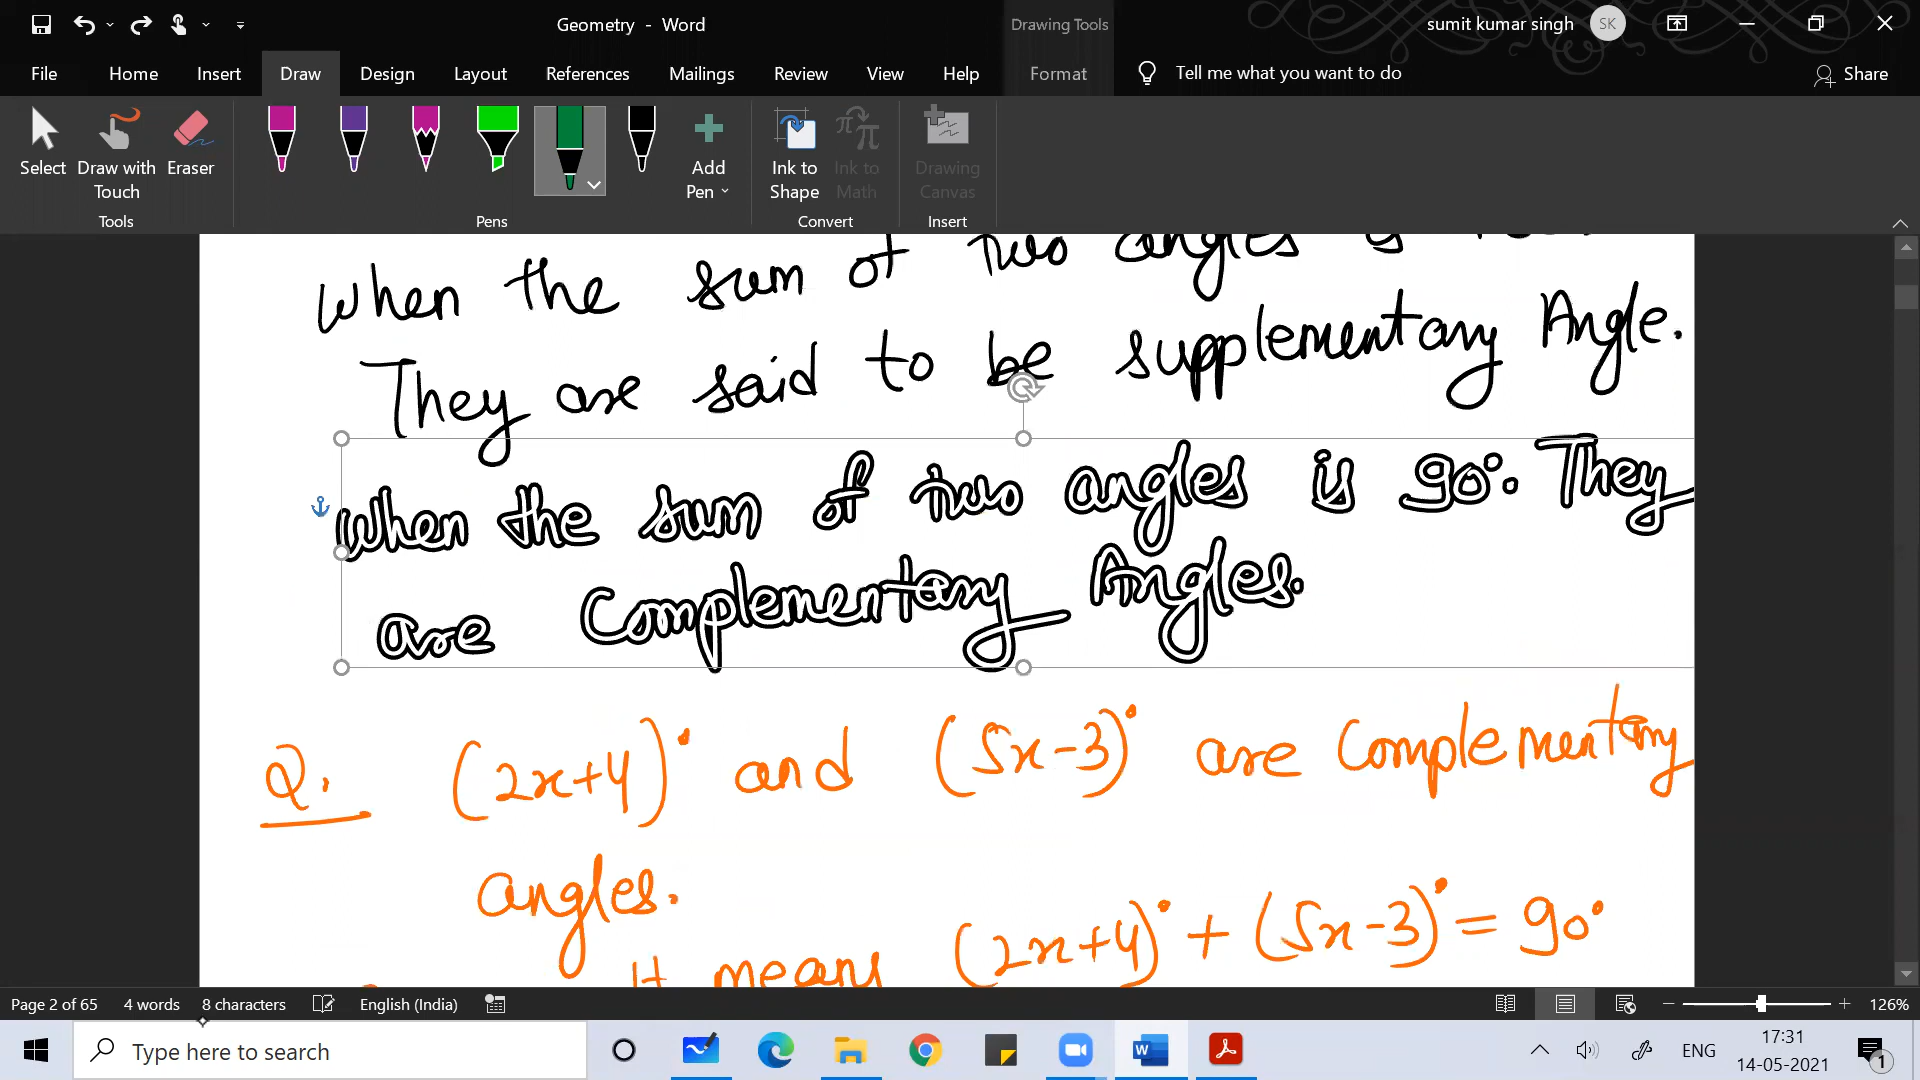 Geometry - Word
Drawing Tools
sumit kumar singh
SK
File Home Insert Draw Design Layout References Mailings Review View Help Format Tell me what you want to do Share
Select Draw with Touch Eraser
Add Pen
Ink to Shape Ink to Math Drawing Canvas
Tools Pens Convert Insert
when the sum of two angles is
They are said to be supplementary Angle.
when the sum of two angles is 90°. They
are Complementary Angles.
Q. (2x+4)° and (5x-3)° are complementary
angles.
It means (2x+4)° + (5x-3)° = 90°
Page 2 of 65 4 words 8 characters English (India) 126%
Type here to search
ENG
17:31
14-05-2021
1